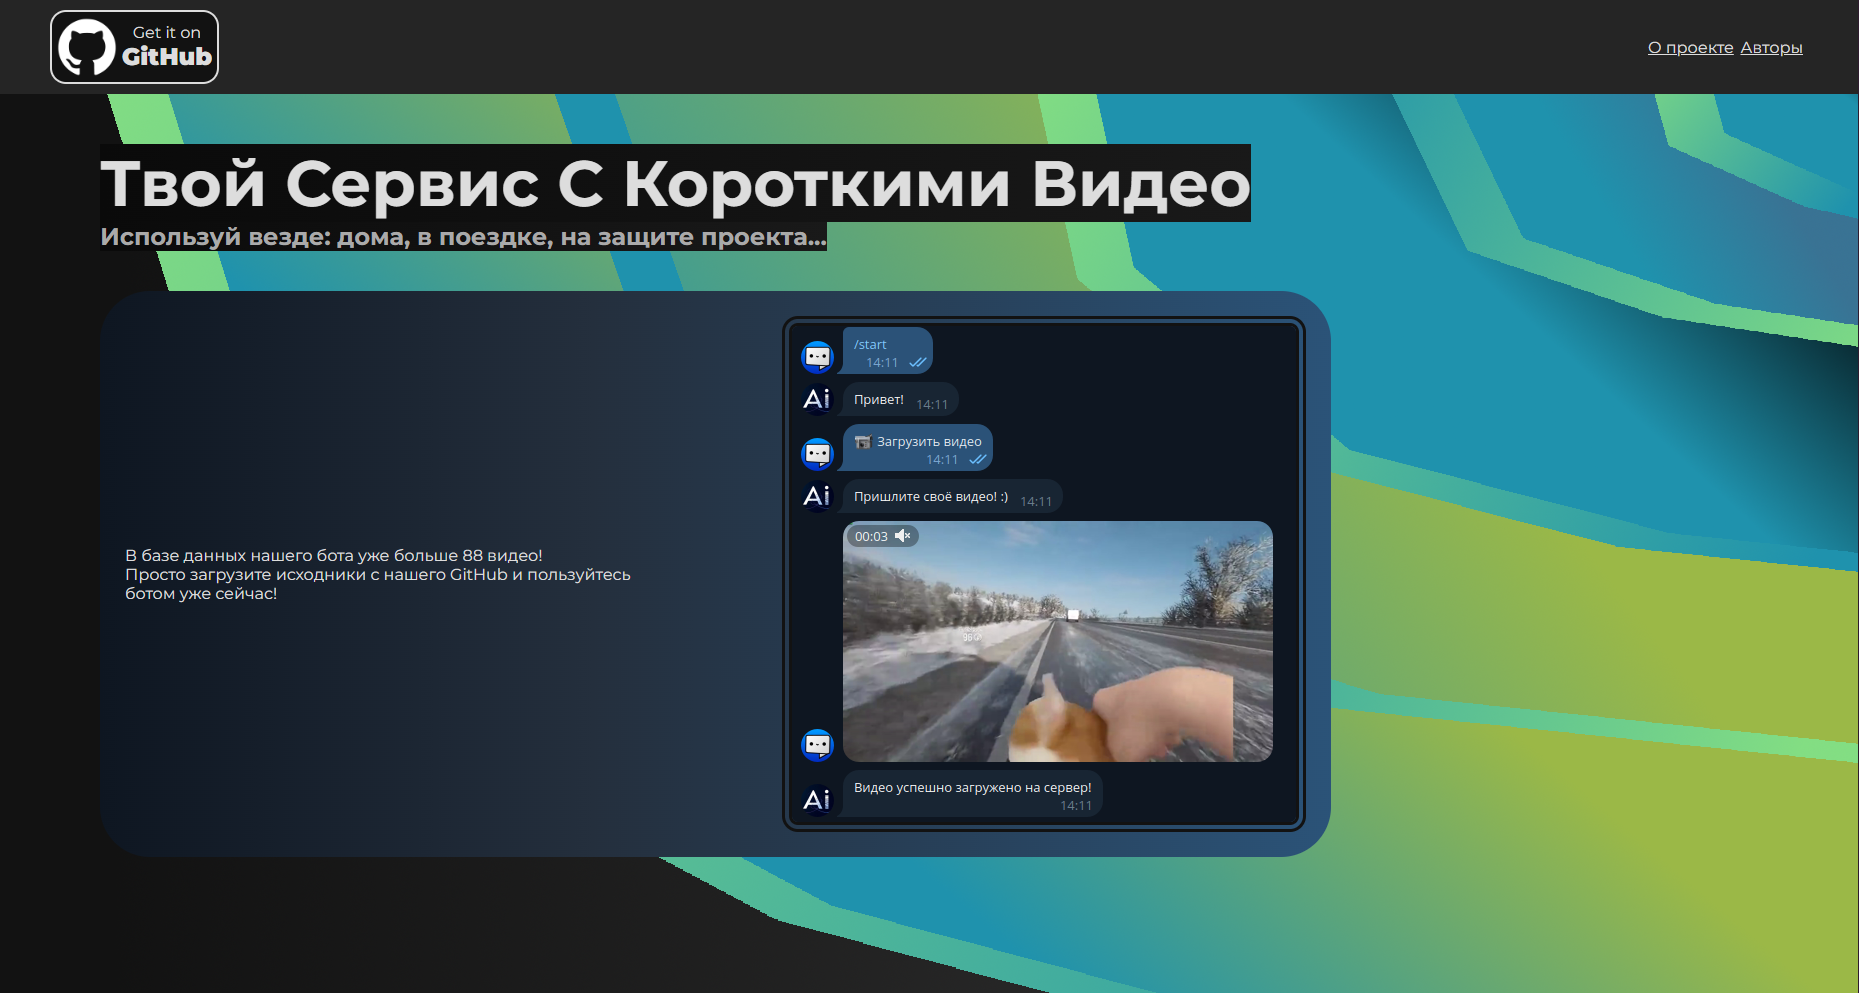 Get it on
GitHub
О проекте Авторы
Твой Сервис С Короткими Видео
Используй везде: дома, в поездке, на защите проекта...
В базе данных нашего бота уже больше 88 видео!
Просто загрузите исходники с нашего GitHub и пользуйтесь
ботом уже сейчас!
/start
14:11
Ai
Привет! 14:11
Загрузить видео
14:11
Ai
Пришлите своё видео! :) 14:11
00:03
Ai
Видео успешно загружено на сервер!
14:11